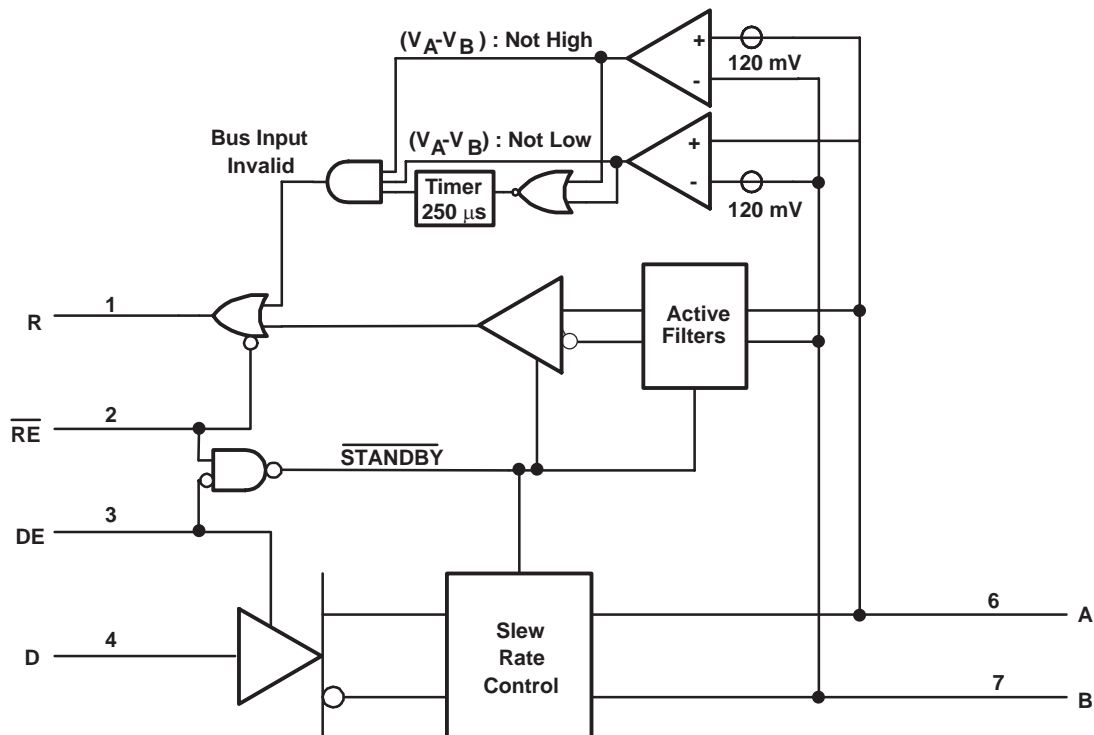 (VA-VB) : Not High
+
-
120 mV
Bus Input
Invalid
(VA-VB) : Not Low
+
-
120 mV
Timer
250 μs
R
1
Active
Filters
RE
2
STANDBY
DE
3
D
4
Slew
Rate
Control
6
A
7
B